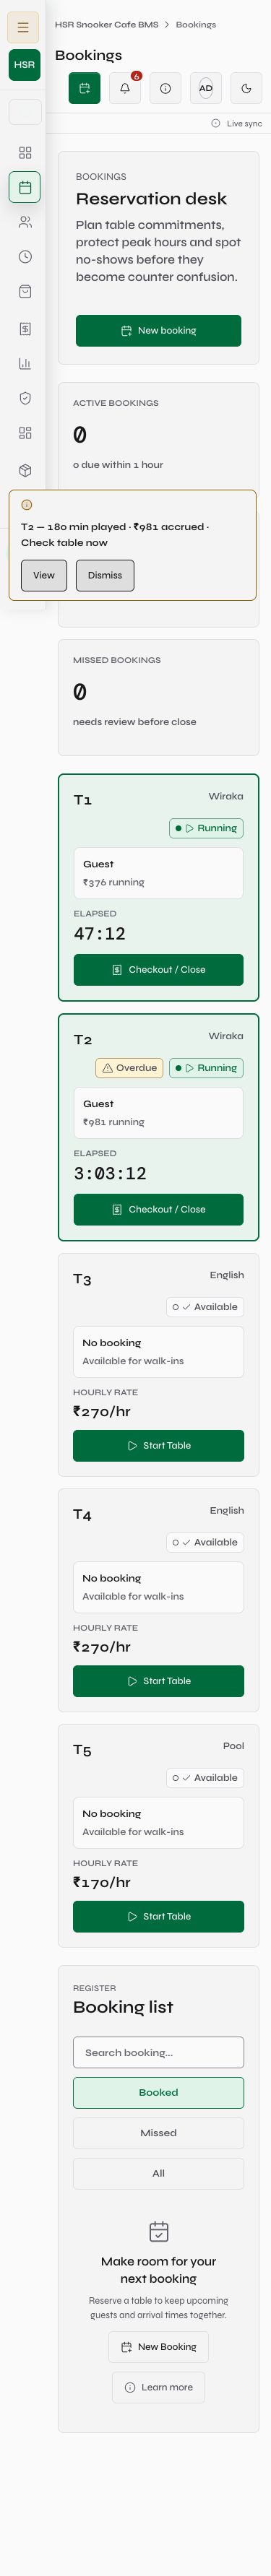 HSR Snooker Cafe BMS > Bookings
HSR
Bookings
6
AD
Live sync
BOOKINGS
Reservation desk
Plan table commitments,
protect peak hours and spot
no-shows before they
become counter confusion.
New booking
ACTIVE BOOKINGS
0
0 due within 1 hour
T2 — 180 min played · ₹981 accrued ·
Check table now
View
Dismiss
MISSED BOOKINGS
0
needs review before close
T1
Wiraka
Running
Guest
₹376 running
ELAPSED
47:12
Checkout / Close
T2
Wiraka
Overdue
Running
Guest
₹981 running
ELAPSED
3:03:12
Checkout / Close
T3
English
Available
No booking
Available for walk-ins
HOURLY RATE
₹270/hr
Start Table
T4
English
Available
No booking
Available for walk-ins
HOURLY RATE
₹270/hr
Start Table
T5
Pool
Available
No booking
Available for walk-ins
HOURLY RATE
₹170/hr
Start Table
REGISTER
Booking list
Search booking...
Booked
Missed
All
Make room for your
next booking
Reserve a table to keep upcoming
guests and arrival times together.
New Booking
Learn more